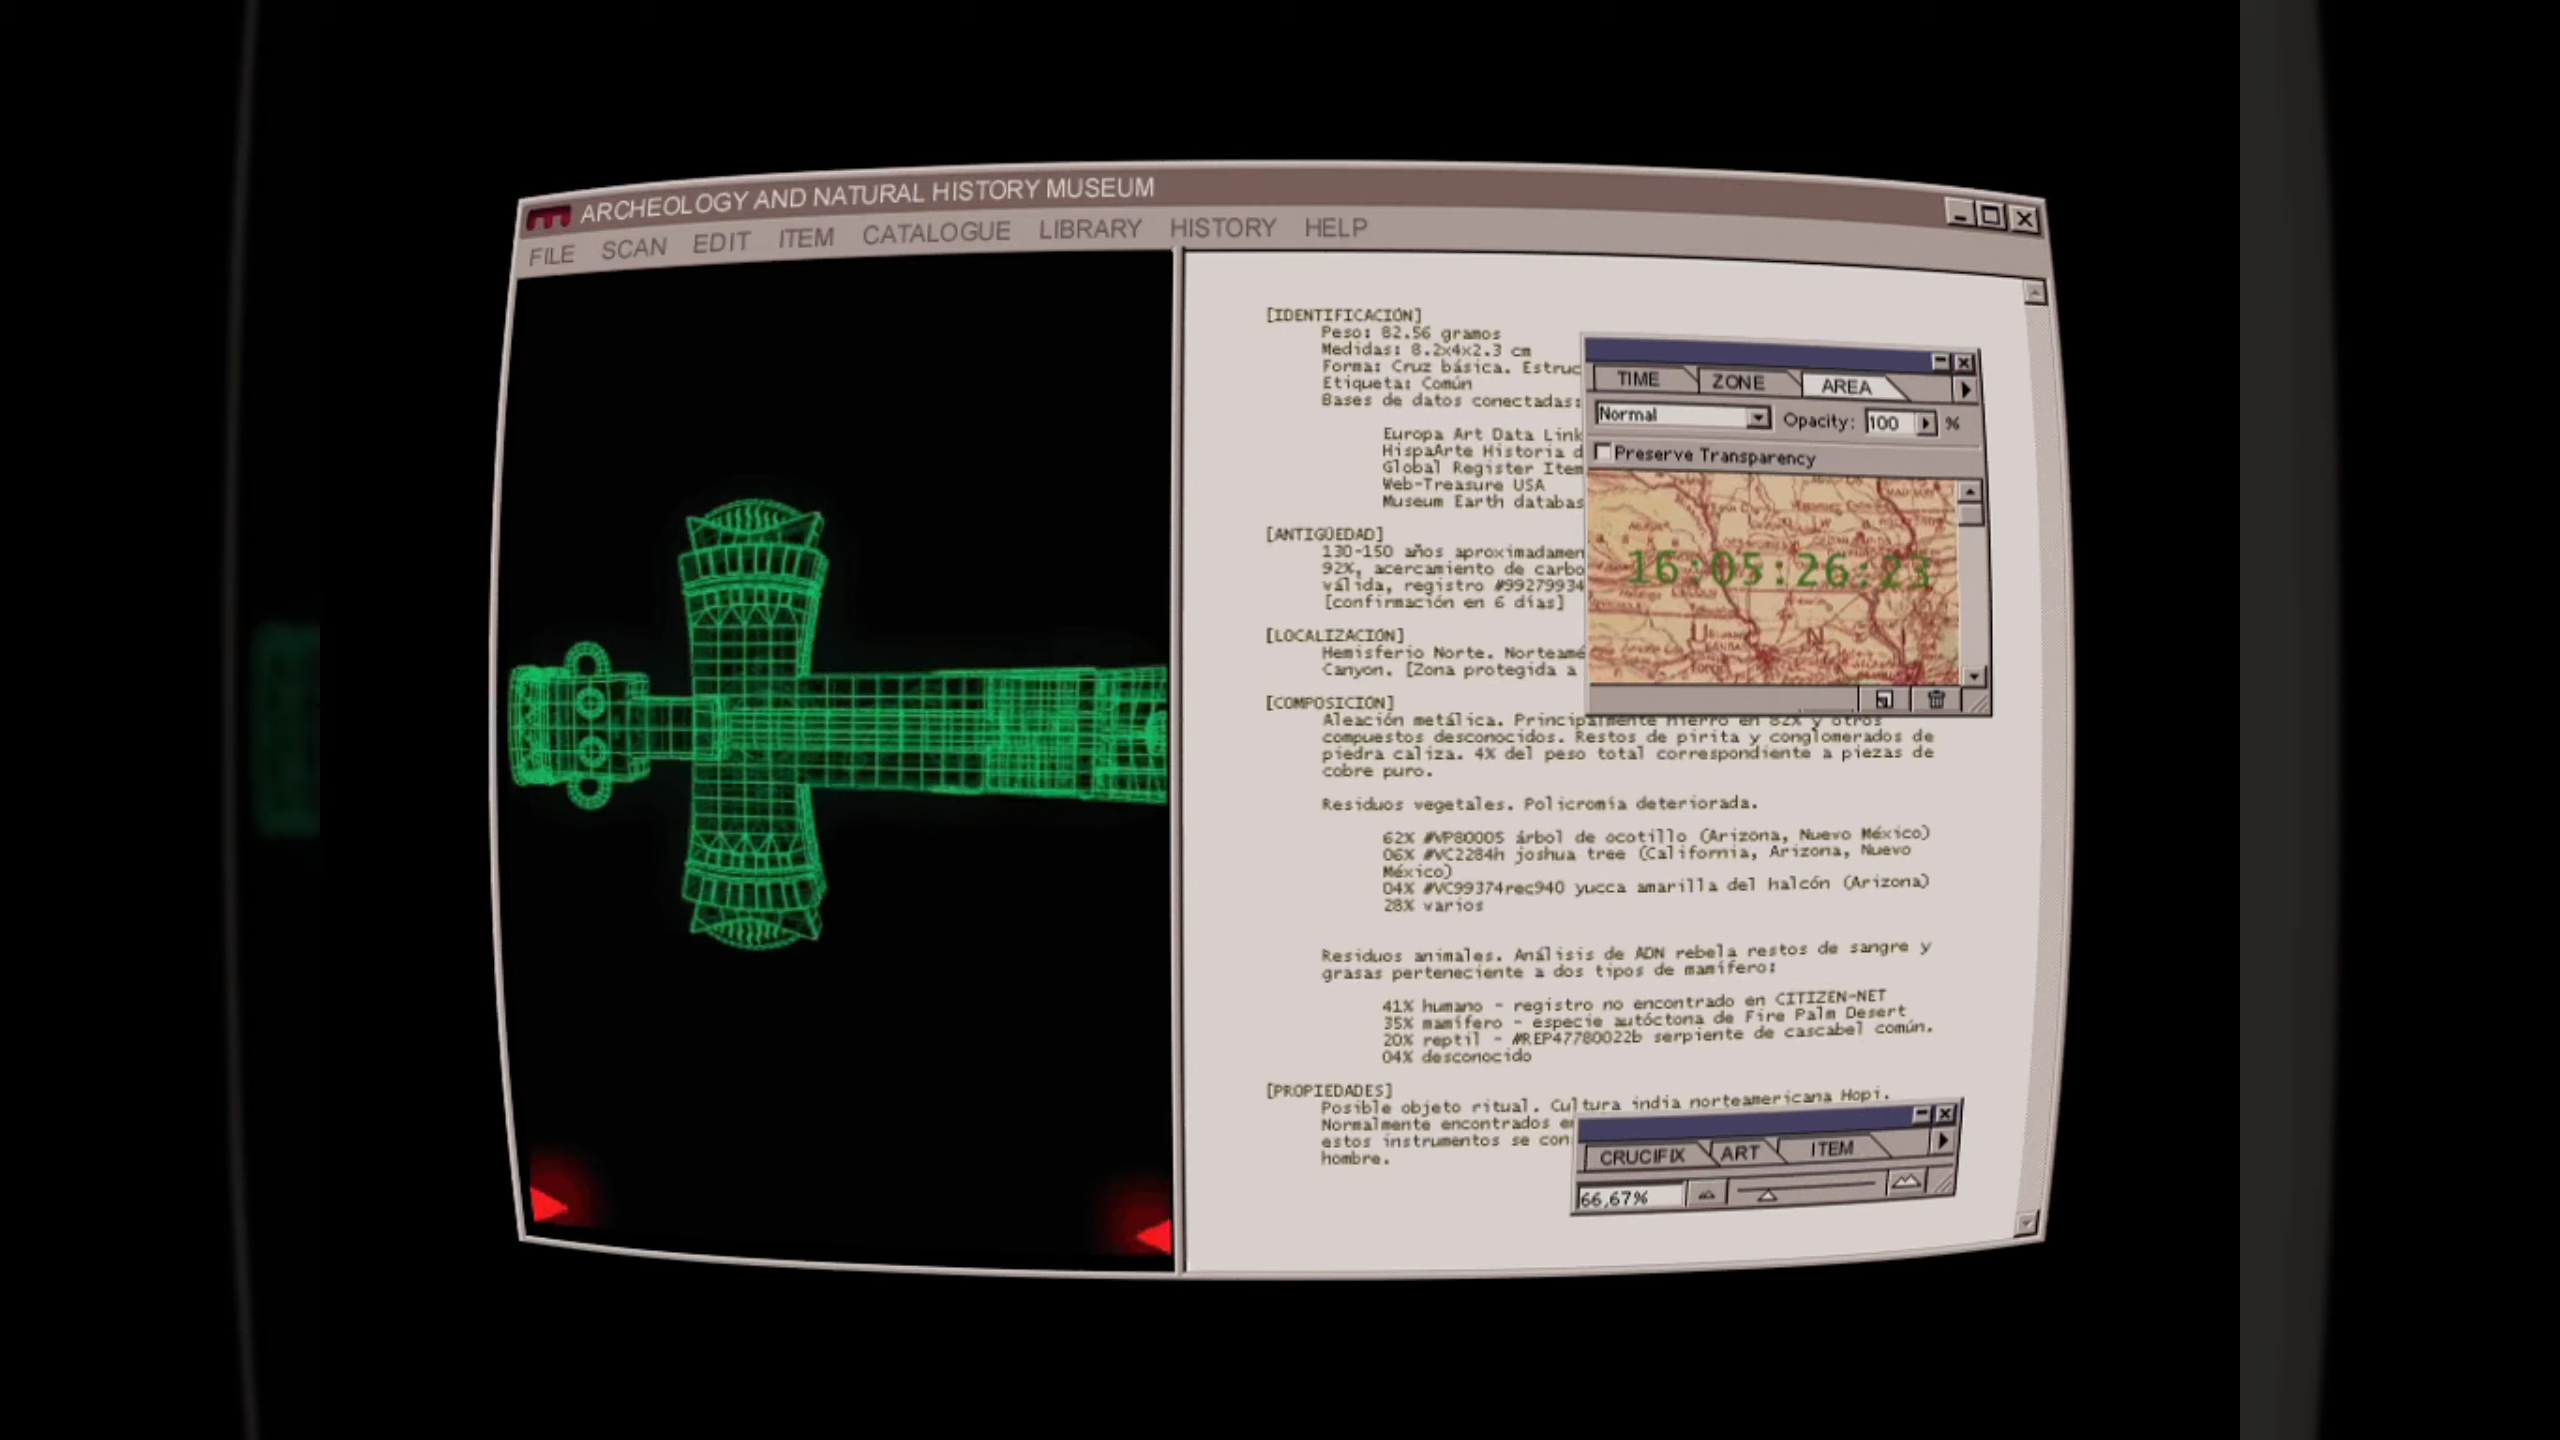 ARCHEOLOGY AND NATURAL HISTORY MUSEUM
FILE SCAN EDIT ITEM CATALOGUE LIBRARY HISTORY HELP
[IDENTIFICACIÓN]
Peso: 82.56 gramos
Medidas: 8.2x4x2.3 cm
Forma: Cruz básica. Estruc
Etiqueta: Común
Bases de datos conectadas:
Europa Art Data Link
HispaArte Historia d
Global Register Item
Web-Treasure USA
Museum Earth databas
[ANTIGÜEDAD]
130-150 años aproximadamen
92%, acercamiento de carbo
válida, registro #99279934
[confirmación en 6 días]
[LOCALIZACIÓN]
Hemisferio Norte. Norteamé
Canyon. [Zona protegida a
[COMPOSICIÓN]
Aleación metálica. Principalmente hierro en 82% y otros
compuestos desconocidos. Restos de pirita y conglomerados de
piedra caliza. 4% del peso total correspondiente a piezas de
cobre puro.
Residuos vegetales. Policromía deteriorada.
62% #VP80005 árbol de ocotillo (Arizona, Nuevo México)
06% #VC2284h joshua tree (California, Arizona, Nuevo
México)
04% #VC99374rec940 yucca amarilla del halcón (Arizona)
28% varios
Residuos animales. Análisis de ADN rebela restos de sangre y
grasas perteneciente a dos tipos de mamífero:
41% humano - registro no encontrado en CITIZEN-NET
35% mamífero - especie autóctona de Fire Palm Desert
20% reptil - #REP47780022b serpiente de cascabel común.
04% desconocido
[PROPIEDADES]
Posible objeto ritual. Cultura india norteamericana Hopi.
Normalmente encontrados e
estos instrumentos se con
hombre.
TIME ZONE AREA
Normal Opacity: 100 %
Preserve Transparency
16:05:26:23
U N I
CRUCIFIX ART ITEM
66,67%